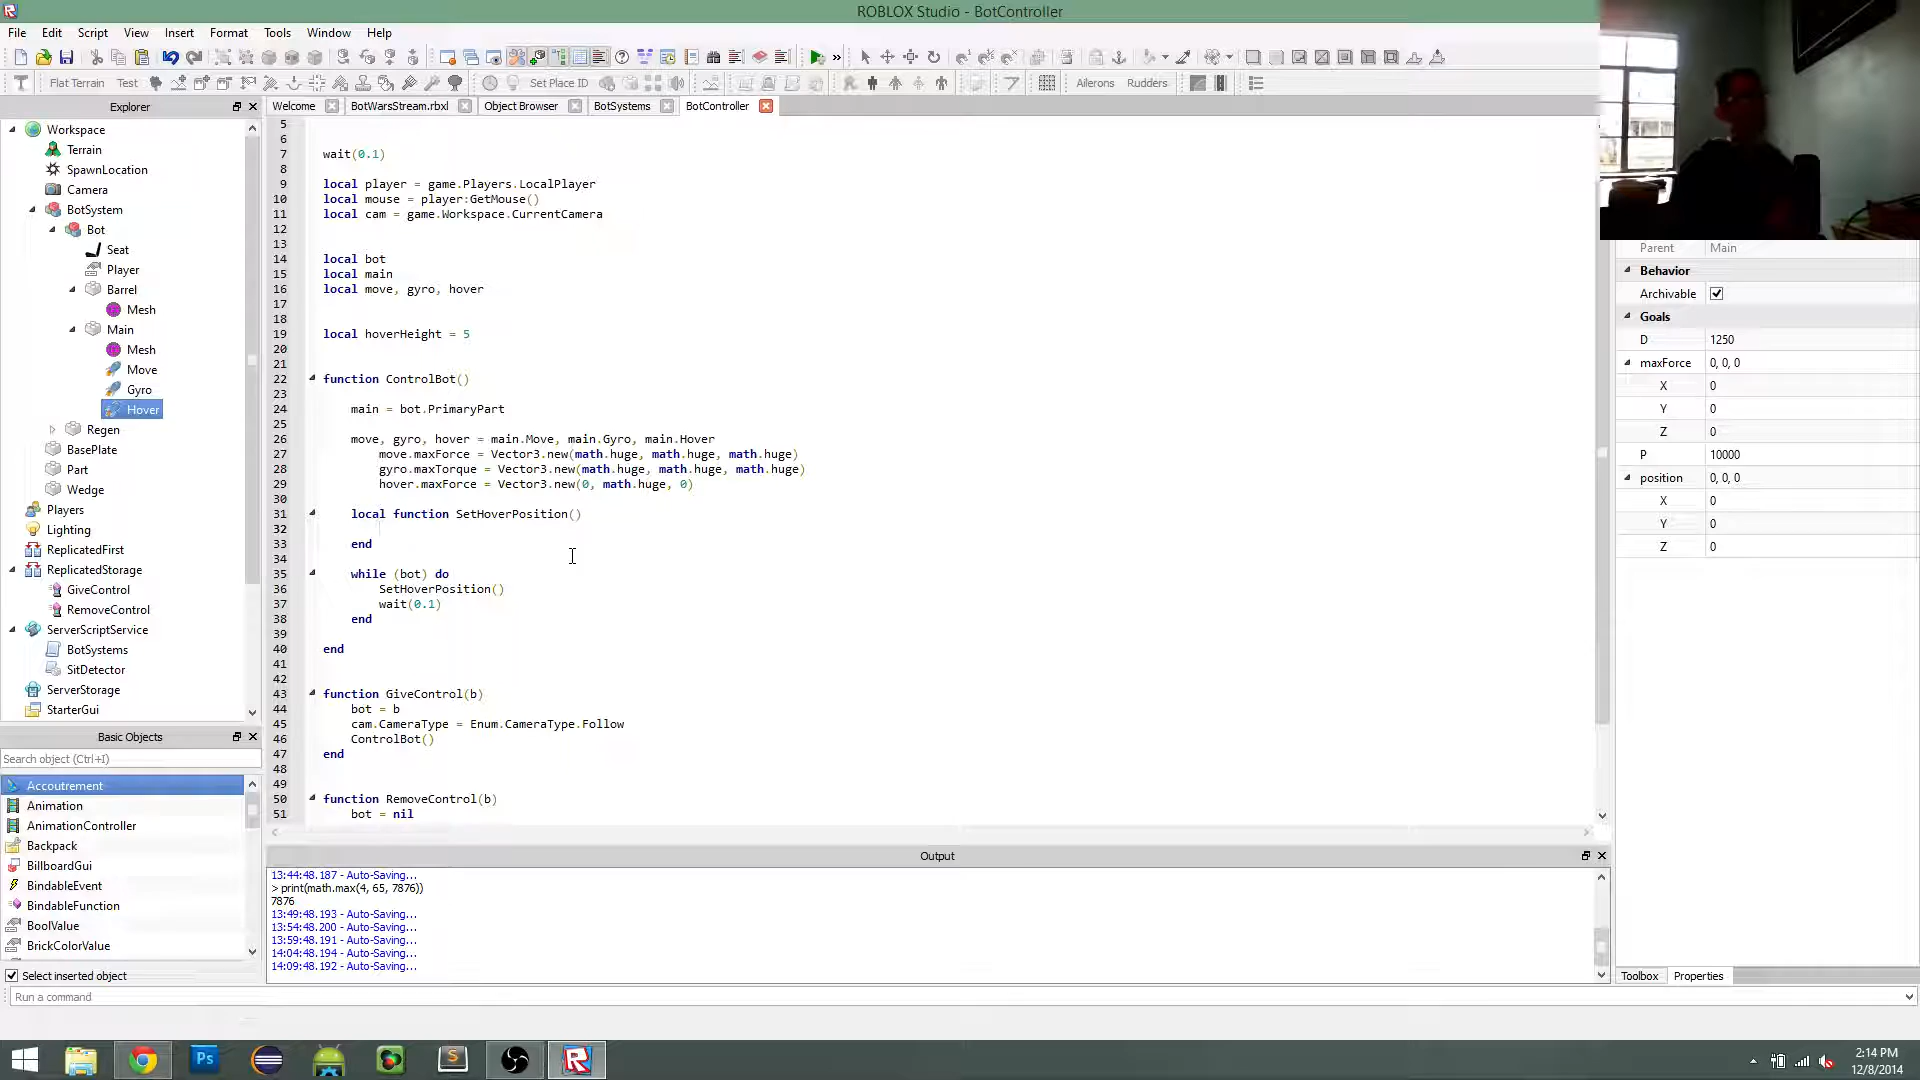 ROBLOX Studio - BotController
File Edit Script View Insert Format Tools Window Help
Flat Terrain Test Set Place ID Ailerons Rudders
Explorer
Welcome BotWarsStream.rbxl Object Browser BotSystems BotController
Workspace
Terrain
SpawnLocation
Camera
BotSystem
Bot
Seat
Player
Barrel
Mesh
Main
Mesh
Move
Gyro
Hover
Regen
BasePlate
Part
Wedge
Players
Lighting
ReplicatedFirst
ReplicatedStorage
GiveControl
RemoveControl
ServerScriptService
BotSystems
SitDetector
ServerStorage
StarterGui
Basic Objects
Search object (Ctrl+I)
Accoutrement
Animation
AnimationController
Backpack
BillboardGui
BindableEvent
BindableFunction
BoolValue
BrickColorValue
Select inserted object
Run a command
5
6
7 wait(0.1)
8
9 local player = game.Players.LocalPlayer
10 local mouse = player:GetMouse()
11 local cam = game.Workspace.CurrentCamera
12
13
14 local bot
15 local main
16 local move, gyro, hover
17
18
19 local hoverHeight = 5
20
21
22 function ControlBot()
23
24 main = bot.PrimaryPart
25
26 move, gyro, hover = main.Move, main.Gyro, main.Hover
27 move.maxForce = Vector3.new(math.huge, math.huge, math.huge)
28 gyro.maxTorque = Vector3.new(math.huge, math.huge, math.huge)
29 hover.maxForce = Vector3.new(0, math.huge, 0)
30
31 local function SetHoverPosition()
32
33 end
34
35 while (bot) do
36 SetHoverPosition()
37 wait(0.1)
38 end
39
40 end
41
42
43 function GiveControl(b)
44 bot = b
45 cam.CameraType = Enum.CameraType.Follow
46 ControlBot()
47 end
48
49
50 function RemoveControl(b)
51 bot = nil
Output
13:44:48.187 - Auto-Saving...
> print(math.max(4, 65, 7876))
7876
13:49:48.193 - Auto-Saving...
13:54:48.200 - Auto-Saving...
13:59:48.191 - Auto-Saving...
14:04:48.194 - Auto-Saving...
14:09:48.192 - Auto-Saving...
Parent Main
Behavior
Archivable
Goals
D 1250
maxForce 0, 0, 0
X 0
Y 0
Z 0
P 10000
position 0, 0, 0
X 0
Y 0
Z 0
Toolbox Properties
Ps
S
2:14 PM
12/8/2014